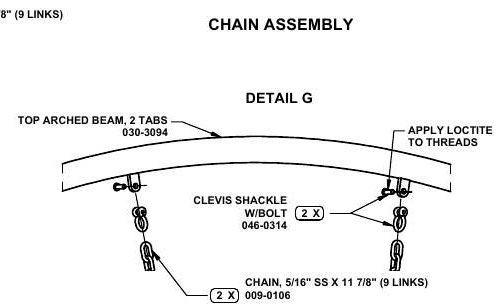 /8" (9 LINKS)
CHAIN ASSEMBLY
DETAIL G
TOP ARCHED BEAM, 2 TABS
030-3094
APPLY LOCTITE
TO THREADS
CLEVIS SHACKLE
W/BOLT
046-0314
2 X
2 X
CHAIN, 5/16" SS X 11 7/8" (9 LINKS)
009-0106